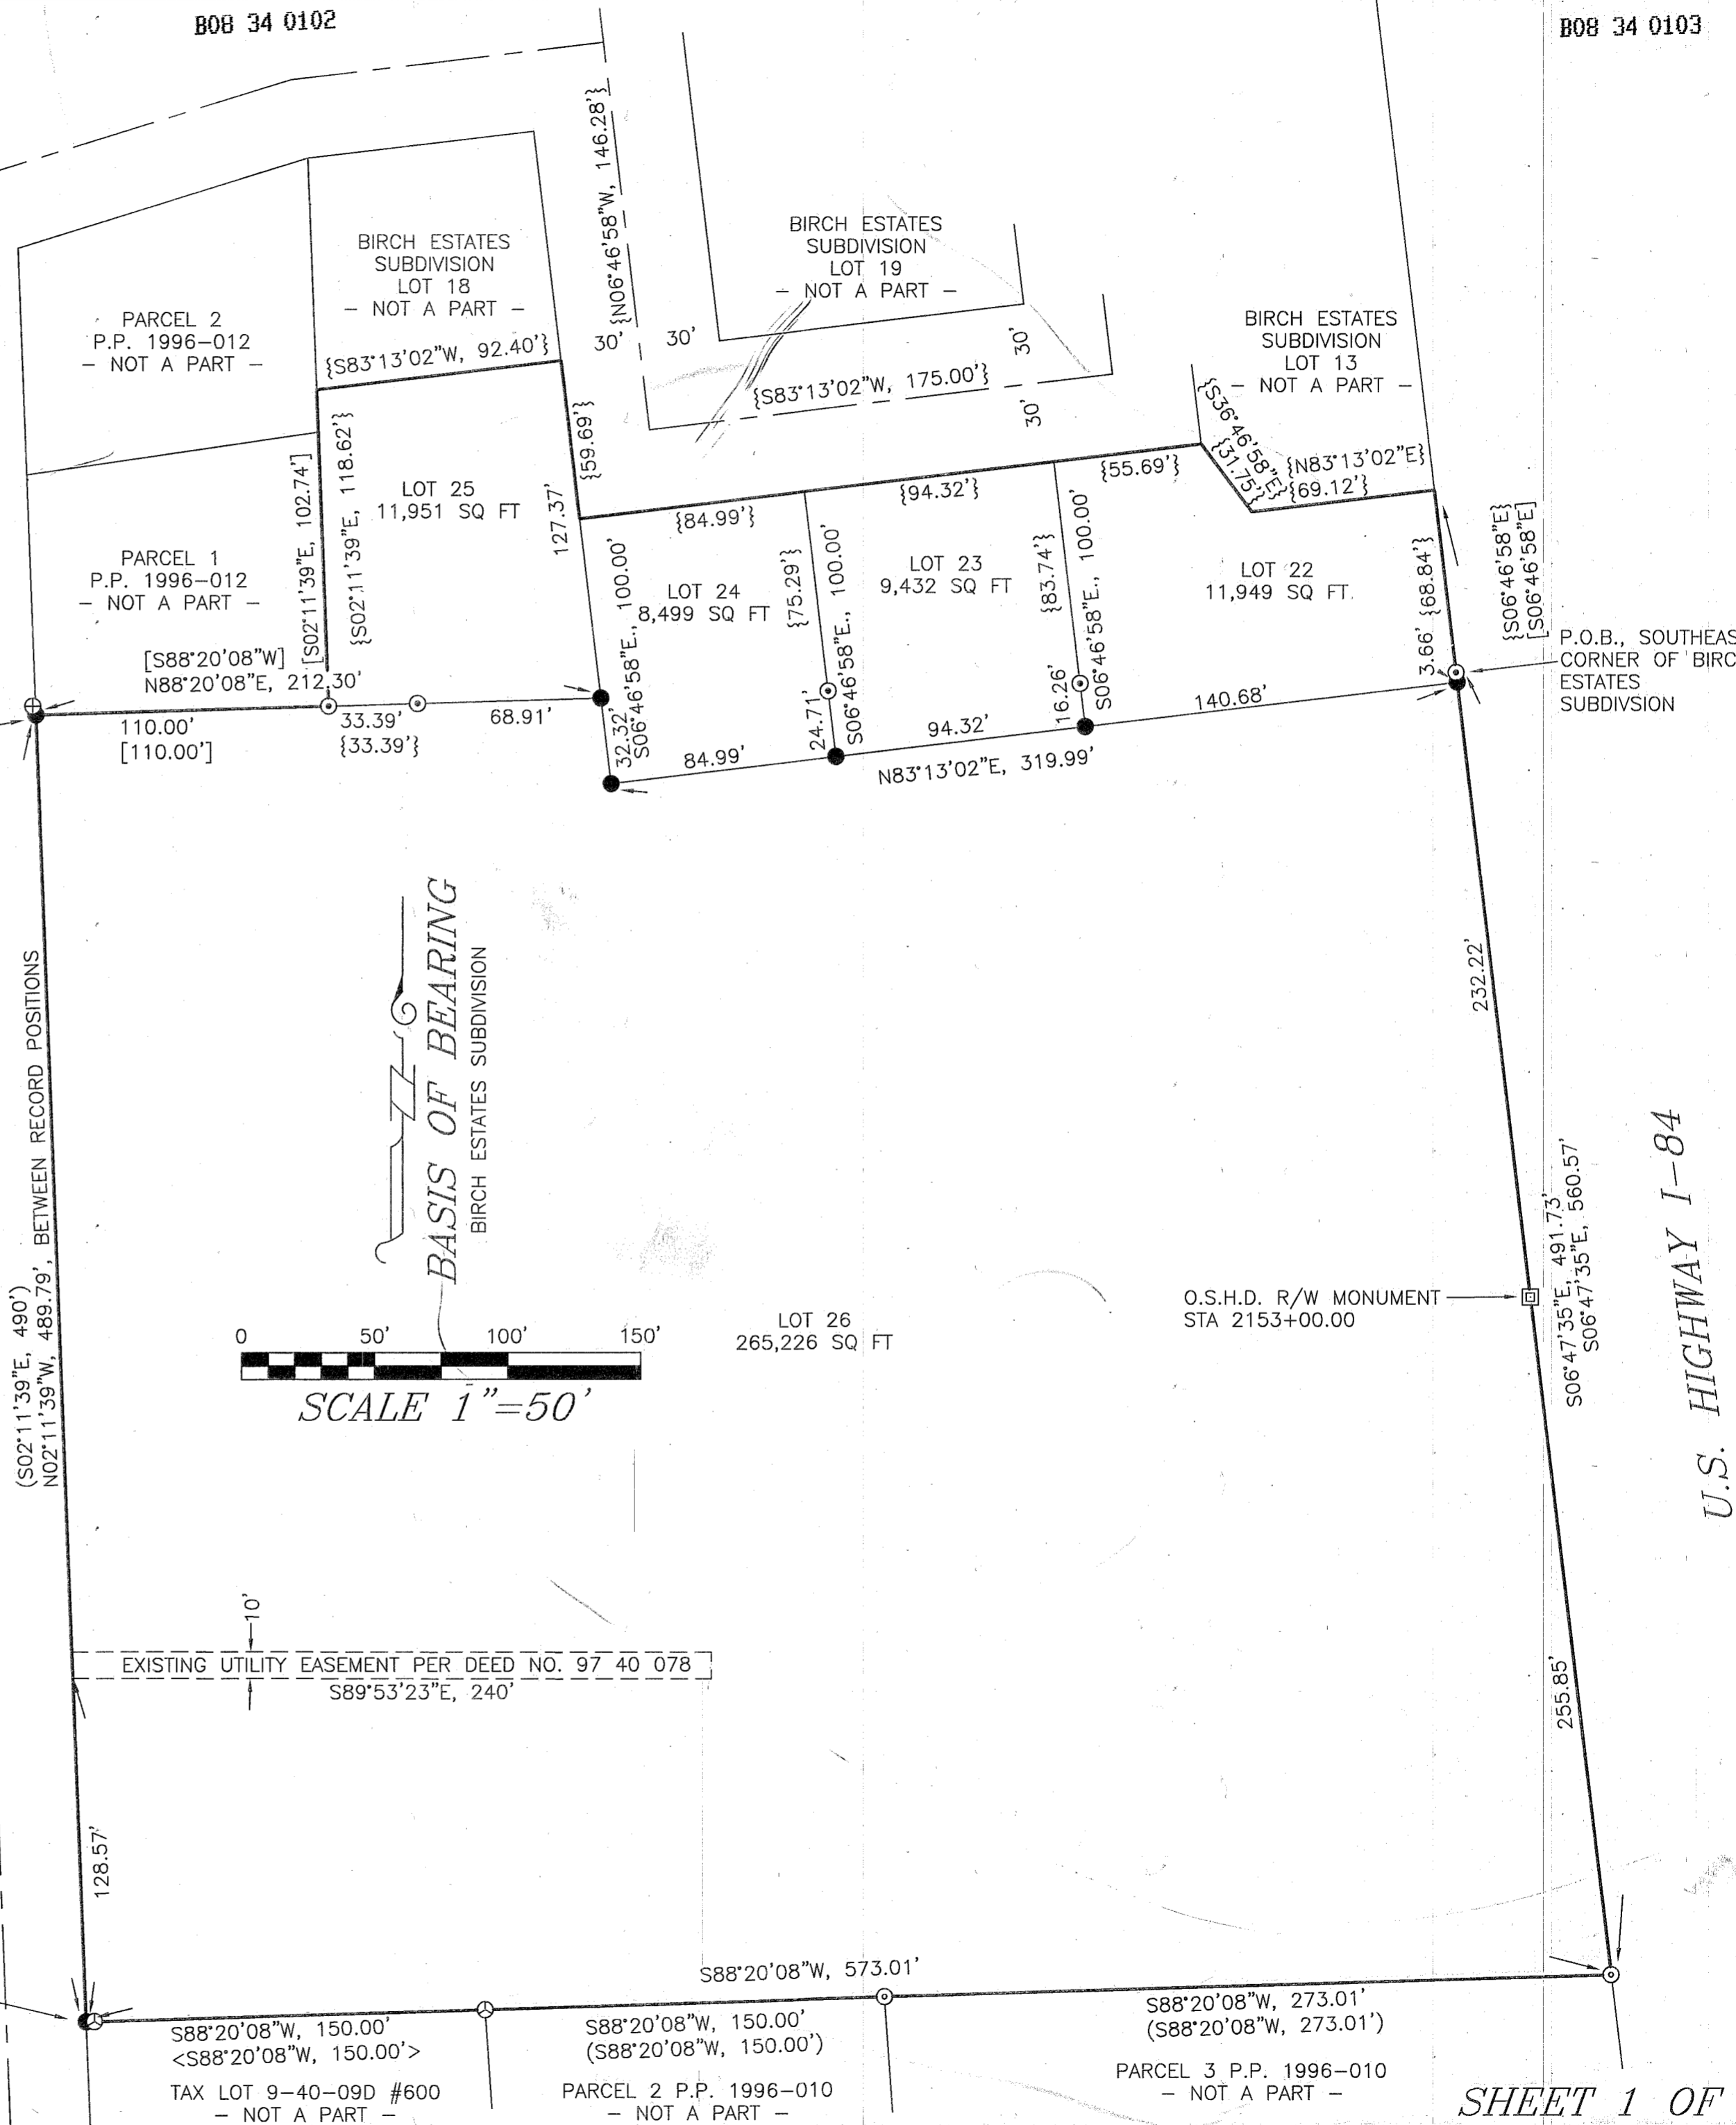 B08 34 0102
B08 34 0103
{N06°46'58"W, 146.28'}
BIRCH ESTATES
SUBDIVISION
LOT 18
– NOT A PART –
BIRCH ESTATES
SUBDIVISION
LOT 19
– NOT A PART –
PARCEL 2
P.P. 1996–012
– NOT A PART –
BIRCH ESTATES
SUBDIVISION
LOT 13
– NOT A PART –
30'
30'
30'
30'
{S83°13'02"W, 92.40'}
{S83°13'02"W, 175.00'}
{S36°46'58"E}
{31.75'}
{N83°13'02"E}
{69.12'}
{59.69'}
127.37'
{55.69'}
{94.32'}
{84.99'}
[S02°11'39"E, 102.74']
{S02°11'39"E, 118.62'}
LOT 25
11,951 SQ FT
PARCEL 1
P.P. 1996–012
– NOT A PART –
LOT 24
8,499 SQ FT
{75.29'}
LOT 23
9,432 SQ FT
{83.74'}
LOT 22
11,949 SQ FT.
S06°46'58"E., 100.00'
S06°46'58"E., 100.00'
S06°46'58"E., 100.00'
3.66' {68.84'}
{S06°46'58"E}
[S06°46'58"E]
P.O.B., SOUTHEAS
CORNER OF BIRC
ESTATES
SUBDIVSION
[S88°20'08"W]
N88°20'08"E, 212.30'
110.00'
[110.00']
33.39'
{33.39'}
68.91'
32.32'
24.71'
16.26'
84.99'
94.32'
140.68'
N83°13'02"E, 319.99'
BASIS OF BEARING
BIRCH ESTATES SUBDIVISION
232.22'
(S02°11'39"E, 490')
N02°11'39"W, 489.79', BETWEEN RECORD POSITIONS
0 50' 100' 150'
SCALE 1"=50'
LOT 26
265,226 SQ FT
O.S.H.D. R/W MONUMENT
STA 2153+00.00
S06°47'35"E, 491.73'
S06°47'35"E, 560.57'
U.S. HIGHWAY I–84
10'
EXISTING UTILITY EASEMENT PER DEED NO. 97 40 078
S89°53'23"E, 240'
255.85'
128.57'
S88°20'08"W, 573.01'
S88°20'08"W, 150.00'
<S88°20'08"W, 150.00'>
S88°20'08"W, 150.00'
(S88°20'08"W, 150.00')
S88°20'08"W, 273.01'
(S88°20'08"W, 273.01')
TAX LOT 9–40–09D #600
– NOT A PART –
PARCEL 2 P.P. 1996–010
– NOT A PART –
PARCEL 3 P.P. 1996–010
– NOT A PART –
SHEET 1 OF